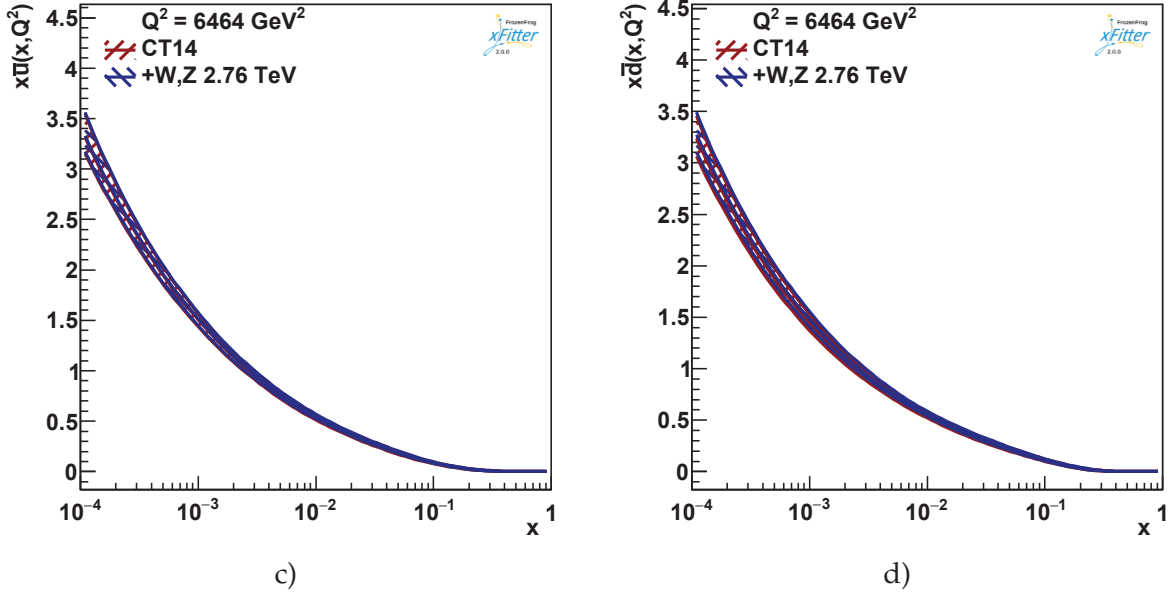 xū(x,Q²)
Q² = 6464 GeV²
CT14
+W,Z 2.76 TeV
FrozenFrog
xFitter
2.0.0
4.5
4
3.5
3
2.5
2
1.5
1
0.5
0
10⁻⁴ 10⁻³ 10⁻² 10⁻¹ 1
x
c)
xd̄(x,Q²)
Q² = 6464 GeV²
CT14
+W,Z 2.76 TeV
FrozenFrog
xFitter
2.0.0
4.5
4
3.5
3
2.5
2
1.5
1
0.5
0
10⁻⁴ 10⁻³ 10⁻² 10⁻¹ 1
x
d)